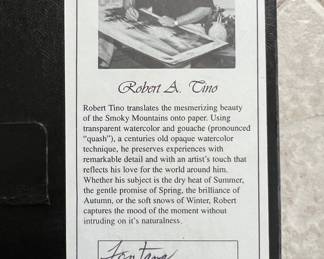 Robert A. Tino
Robert Tino translates the mesmerizing beauty
of the Smoky Mountains onto paper. Using
transparent watercolor and gouache (pronounced
"quash"), a centuries old opaque watercolor
technique, he preserves experiences with
remarkable detail and with an artist's touch that
reflects his love for the world around him.
Whether his subject is the dry heat of Summer,
the gentle promise of Spring, the brilliance of
Autumn, or the soft snows of Winter, Robert
captures the mood of the moment without
intruding on it's naturalness.
Fontana